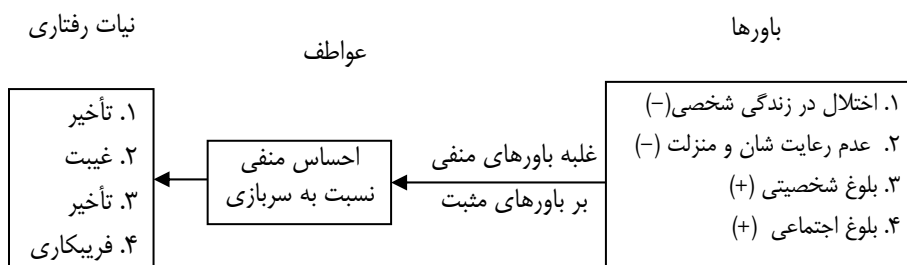 باورها
عواطف
نیات رفتاری
۱. اختلال در زندگی شخصی(–)
۲. عدم رعایت شان و منزلت (–)
۳. بلوغ شخصیتی (+)
۴. بلوغ اجتماعی (+)
غلبه باورهای منفی
بر باورهای مثبت
احساس منفی
نسبت به سربازی
۱. تأخیر
۲. غیبت
۳. تأخیر
۴. فریبکاری